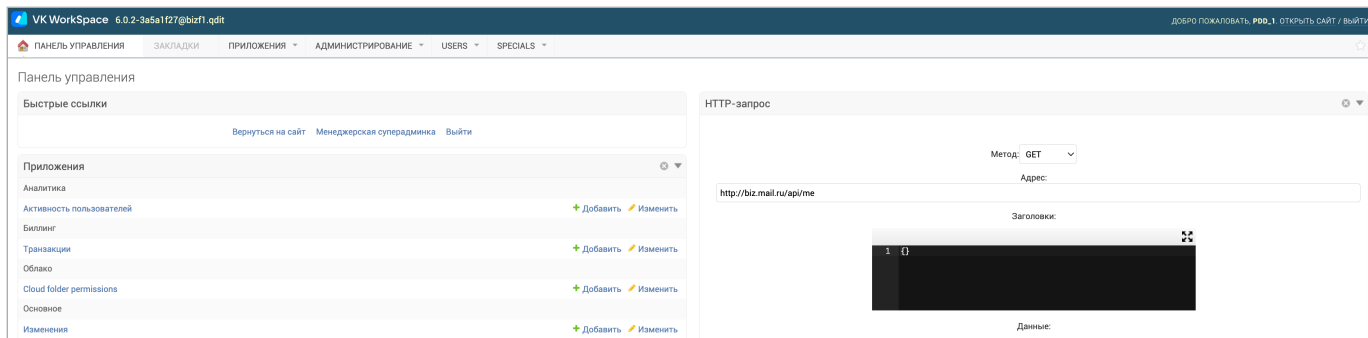 VK WorkSpace 6.0.2-3a5a1f27@bizf1.qdit
ДОБРО ПОЖАЛОВАТЬ, PDD_1. ОТКРЫТЬ САЙТ / ВЫЙТИ
ПАНЕЛЬ УПРАВЛЕНИЯ ЗАКЛАДКИ ПРИЛОЖЕНИЯ АДМИНИСТРИРОВАНИЕ USERS SPECIALS
Панель управления
Быстрые ссылки
Вернуться на сайт Менеджерская суперадминка Выйти
Приложения
Аналитика
Активность пользователей Добавить Изменить
Биллинг
Транзакции Добавить Изменить
Облако
Cloud folder permissions Добавить Изменить
Основное
Изменения Добавить Изменить
HTTP-запрос
Метод: GET
Адрес:
http://biz.mail.ru/api/me
Заголовки:
1 {}
Данные: